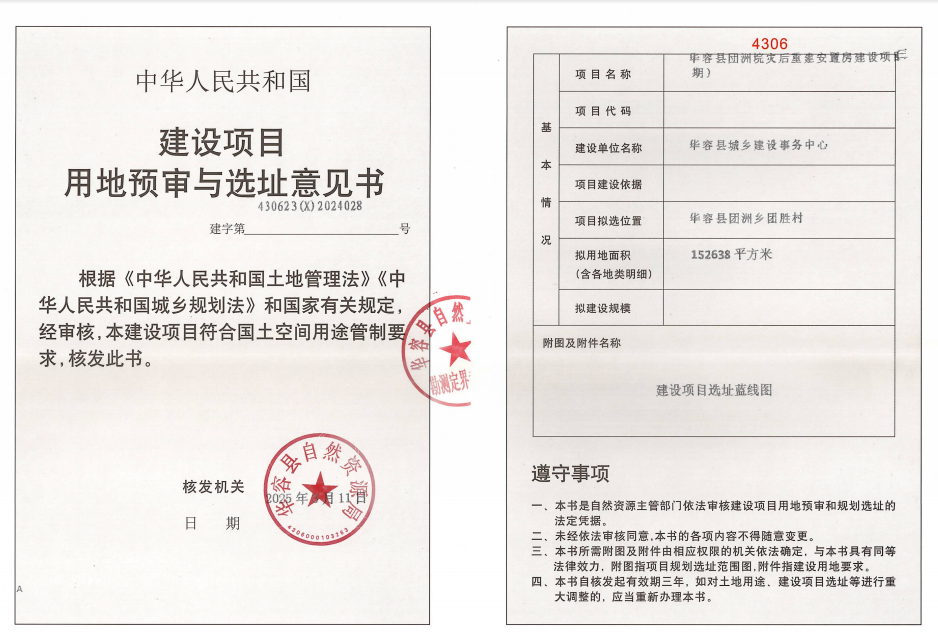 中华人民共和国
建设项目
用地预审与选址意见书
430623(X)2024028
建字第 号
根据《中华人民共和国土地管理法》《中
华人民共和国城乡规划法》和国家有关规定,
经审核,本建设项目符合国土空间用途管制要
求,核发此书。
华容县自然
勘测定界
核发机关
日 期
华容县自然资源局
2025年 月11日
A
4306
华容县团洲垸灾后重建安置房建设项目
期)
基本情况
项目名称
项目代码
建设单位名称
华容县城乡建设事务中心
项目建设依据
项目拟选位置
华容县团洲乡团胜村
拟用地面积
(含各地类明细)
152638平方米
拟建设规模
附图及附件名称
建设项目选址蓝线图
遵守事项
一、本书是自然资源主管部门依法审核建设项目用地预审和规划选址的
法定凭据。
二、未经依法审核同意,本书的各项内容不得随意变更。
三、本书所需附图及附件由相应权限的机关依法确定,与本书具有同等
法律效力,附图指项目规划选址范围图,附件指建设用地要求。
四、本书自核发起有效期三年,如对土地用途、建设项目选址等进行重
大调整的,应当重新办理本书。